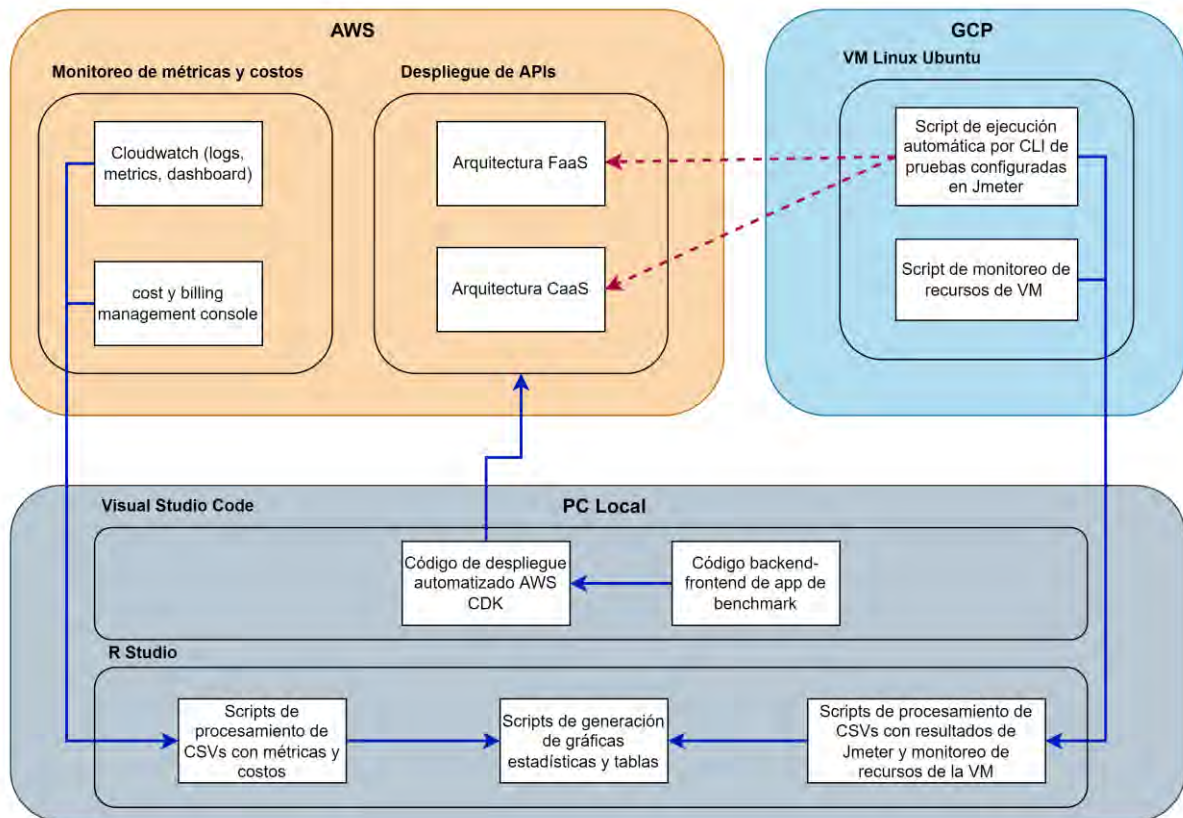 AWS
Monitoreo de métricas y costos
Cloudwatch (logs,
metrics, dashboard)
cost y billing
management console
Despliegue de APIs
Arquitectura FaaS
Arquitectura CaaS
GCP
VM Linux Ubuntu
Script de ejecución
automática por CLI de
pruebas configuradas
en Jmeter
Script de monitoreo de
recursos de VM
PC Local
Visual Studio Code
Código de despliegue
automatizado AWS
CDK
Código backend-
frontend de app de
benchmark
R Studio
Scripts de
procesamiento de
CSVs con métricas y
costos
Scripts de generación
de gráficas
estadísticas y tablas
Scripts de procesamiento de
CSVs con resultados de
Jmeter y monitoreo de
recursos de la VM